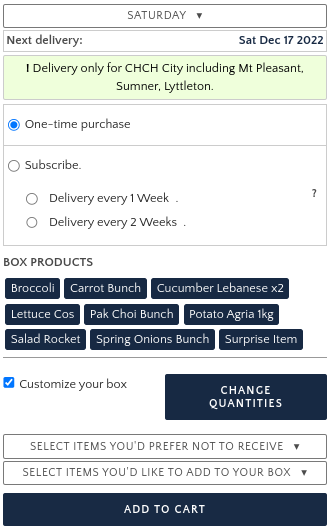 SATURDAY ▼
Next delivery: Sat Dec 17 2022
! Delivery only for CHCH City including Mt Pleasant,
Sumner, Lyttleton.
One-time purchase
Subscribe.
Delivery every 1 Week .
?
Delivery every 2 Weeks .
BOX PRODUCTS
Broccoli Carrot Bunch Cucumber Lebanese x2
Lettuce Cos Pak Choi Bunch Potato Agria 1kg
Salad Rocket Spring Onions Bunch Surprise Item
Customize your box
CHANGE
QUANTITIES
SELECT ITEMS YOU'D PREFER NOT TO RECEIVE ▼
SELECT ITEMS YOU'D LIKE TO ADD TO YOUR BOX ▼
ADD TO CART